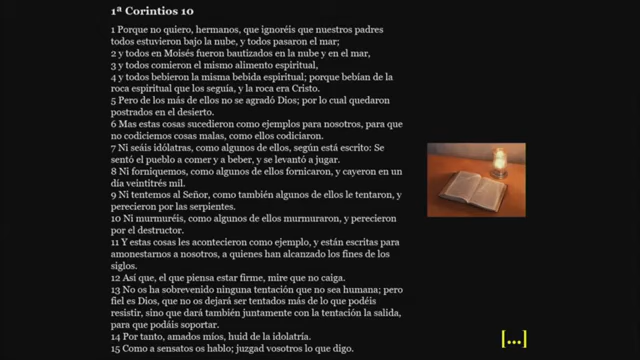 1ª Corintios 10
1 Porque no quiero, hermanos, que ignoréis que nuestros padres
todos estuvieron bajo la nube, y todos pasaron el mar;
2 y todos en Moisés fueron bautizados en la nube y en el mar,
3 y todos comieron el mismo alimento espiritual,
4 y todos bebieron la misma bebida espiritual; porque bebían de la
roca espiritual que los seguía, y la roca era Cristo.
5 Pero de los más de ellos no se agradó Dios; por lo cual quedaron
postrados en el desierto.
6 Mas estas cosas sucedieron como ejemplos para nosotros, para que
no codiciemos cosas malas, como ellos codiciaron.
7 Ni seáis idólatras, como algunos de ellos, según está escrito: Se
sentó el pueblo a comer y a beber, y se levantó a jugar.
8 Ni forniquemos, como algunos de ellos fornicaron, y cayeron en un
día veintitrés mil.
9 Ni tentemos al Señor, como también algunos de ellos le tentaron, y
perecieron por las serpientes.
10 Ni murmuréis, como algunos de ellos murmuraron, y perecieron
por el destructor.
11 Y estas cosas les acontecieron como ejemplo, y están escritas para
amonestarnos a nosotros, a quienes han alcanzado los fines de los
siglos.
12 Así que, el que piensa estar firme, mire que no caiga.
13 No os ha sobrevenido ninguna tentación que no sea humana; pero
fiel es Dios, que no os dejará ser tentados más de lo que podéis
resistir, sino que dará también juntamente con la tentación la salida,
para que podáis soportar.
14 Por tanto, amados míos, huid de la idolatría.
15 Como a sensatos os hablo; juzgad vosotros lo que digo.
[...]